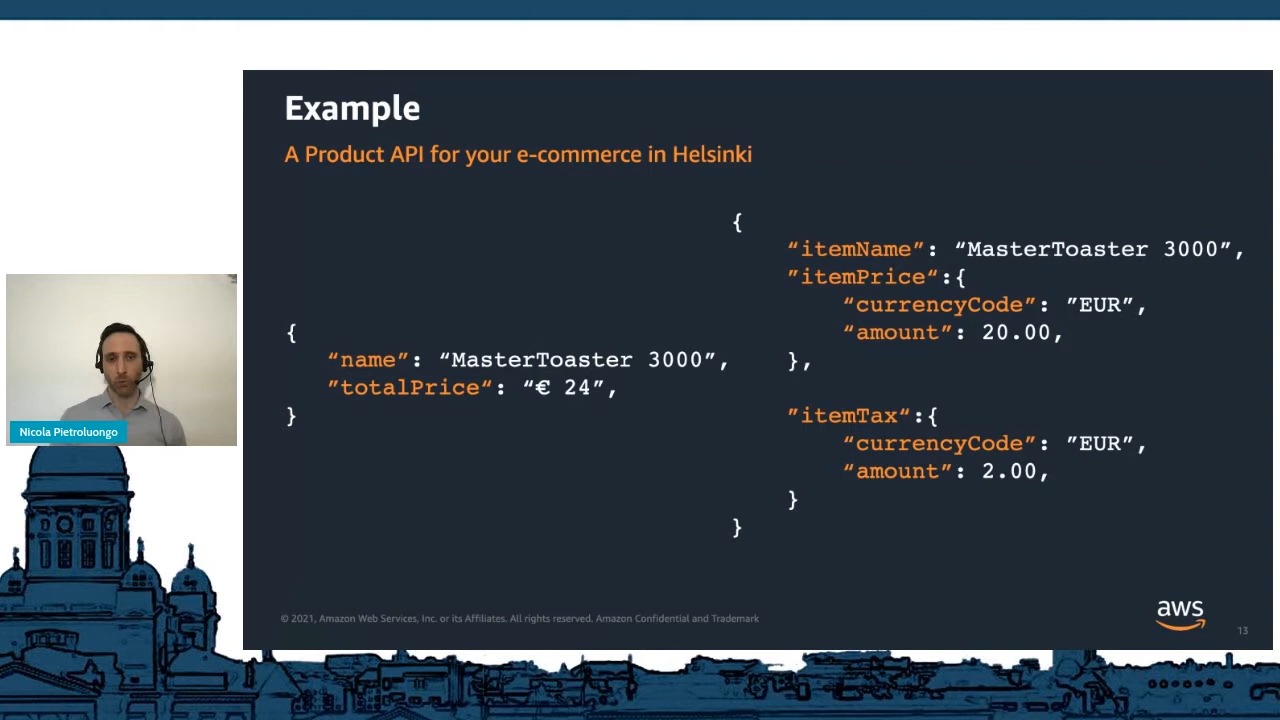 Example
A Product API for your e-commerce in Helsinki
{
“name”: “MasterToaster 3000”,
”totalPrice“: “€ 24”,
}
{
“itemName”: “MasterToaster 3000”,
”itemPrice“:{
“currencyCode”: ”EUR”,
“amount”: 20.00,
},
”itemTax“:{
“currencyCode”: ”EUR”,
“amount”: 2.00,
}
}
Nicola Pietroluongo
© 2021, Amazon Web Services, Inc. or its Affiliates. All rights reserved. Amazon Confidential and Trademark
aws
13